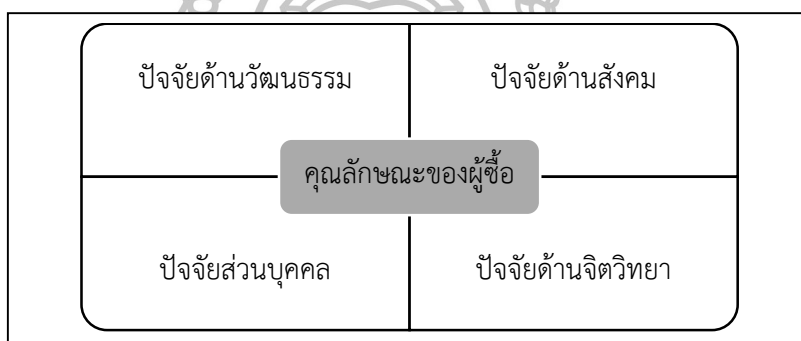 ปัจจัยด้านวัฒนธรรม
ปัจจัยด้านสังคม
คุณลักษณะของผู้ซื้อ
ปัจจัยส่วนบุคคล
ปัจจัยด้านจิตวิทยา